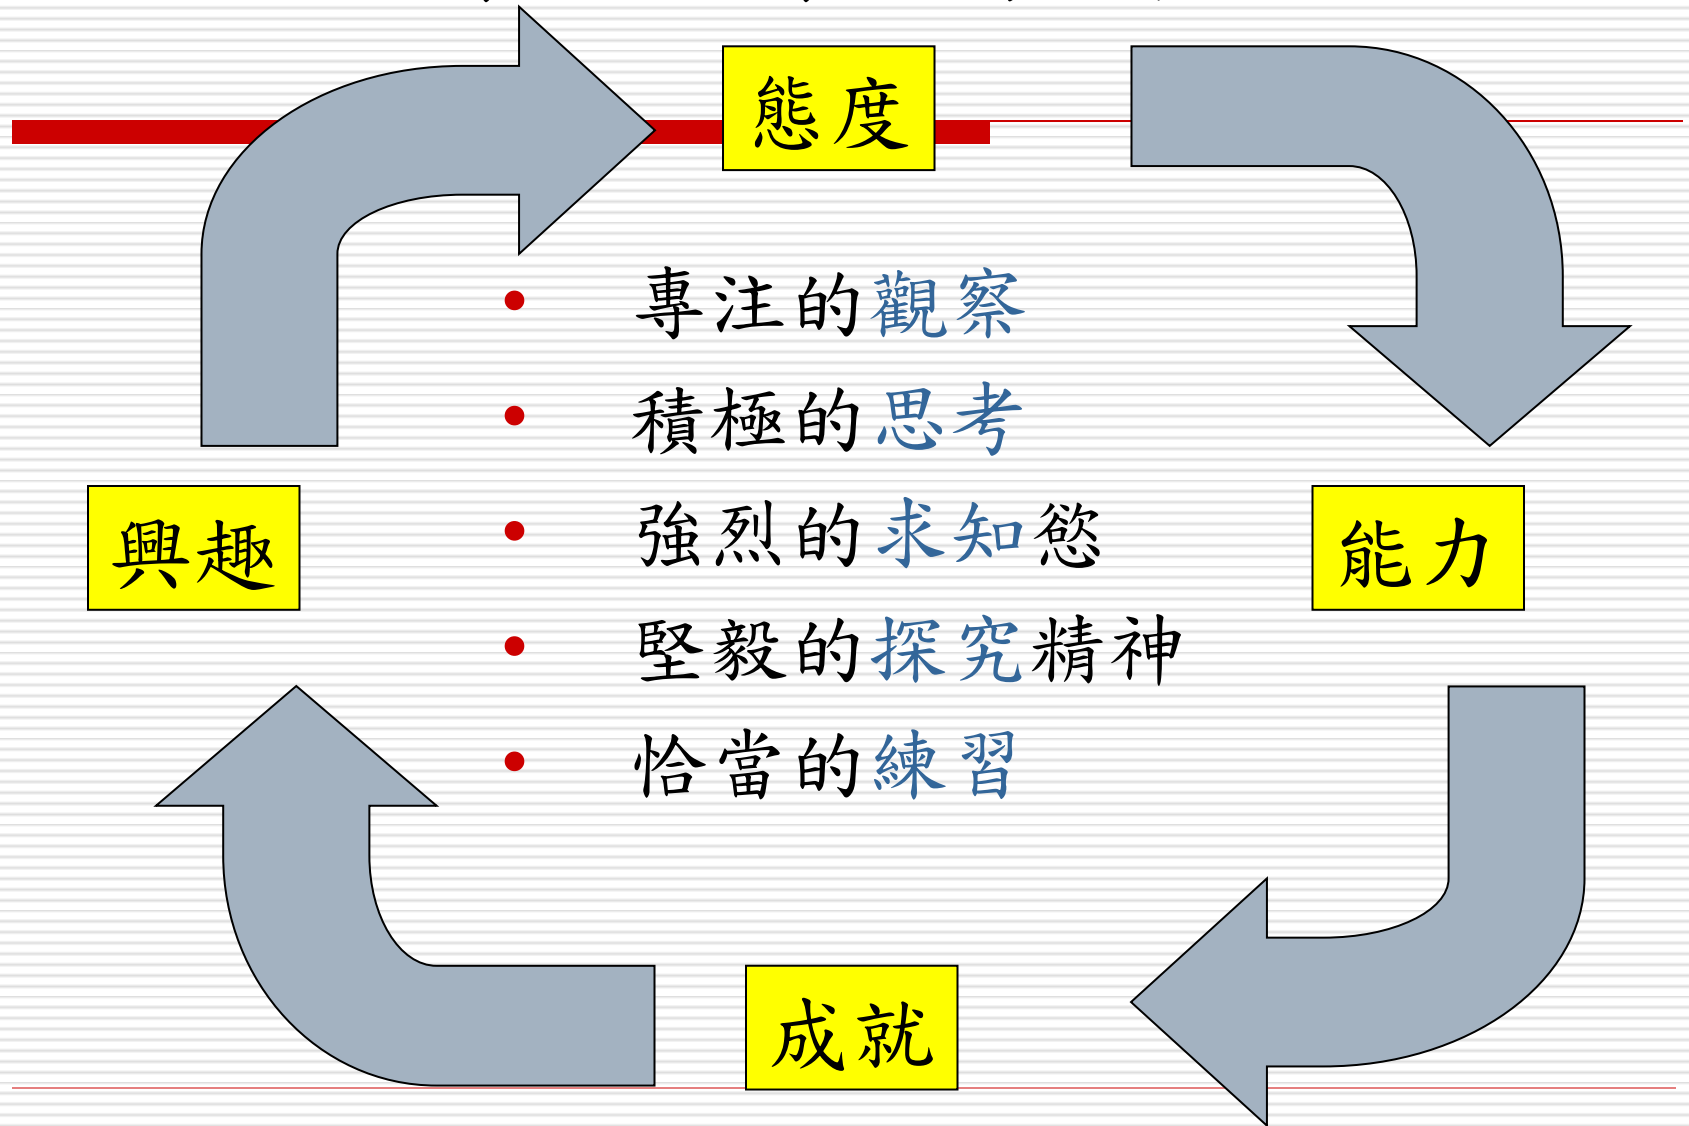 態度
專注的觀察
積極的思考
強烈的求知慾
興趣
能力
堅毅的探究精神
恰當的練習
成就